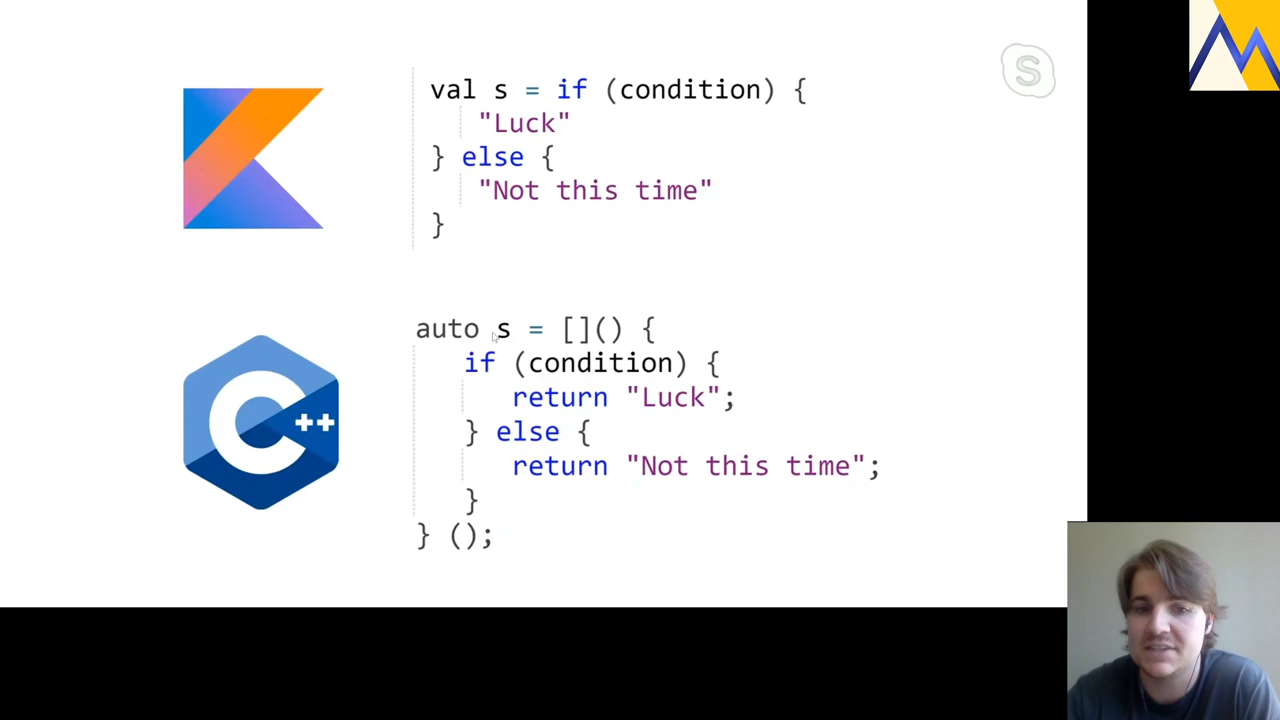 val s = if (condition) {
"Luck"
} else {
"Not this time"
}
auto s = []() {
if (condition) {
return "Luck";
} else {
return "Not this time";
}
} ();
C++
S